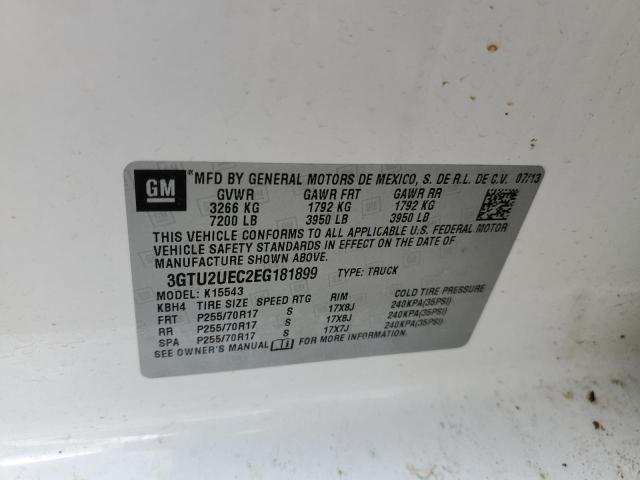 GM MFD BY GENERAL MOTORS DE MEXICO, S. DE R.L. DE C.V. 07/13
GVWR GAWR FRT GAWR RR
3266 KG 1792 KG 1792 KG
7200 LB 3950 LB 3950 LB
THIS VEHICLE CONFORMS TO ALL APPLICABLE U.S. FEDERAL MOTOR
VEHICLE SAFETY STANDARDS IN EFFECT ON THE DATE OF
MANUFACTURE SHOWN ABOVE.
3GTU2UEC2EG181899 TYPE: TRUCK
MODEL: K15543
KBH4 TIRE SIZE SPEED RTG RIM COLD TIRE PRESSURE
FRT P255/70R17 S 17X8J 240KPA(35PSI)
RR P255/70R17 S 17X8J 240KPA(35PSI)
SPA P255/70R17 S 17X7J 240KPA(35PSI)
SEE OWNER'S MANUAL FOR MORE INFORMATION.